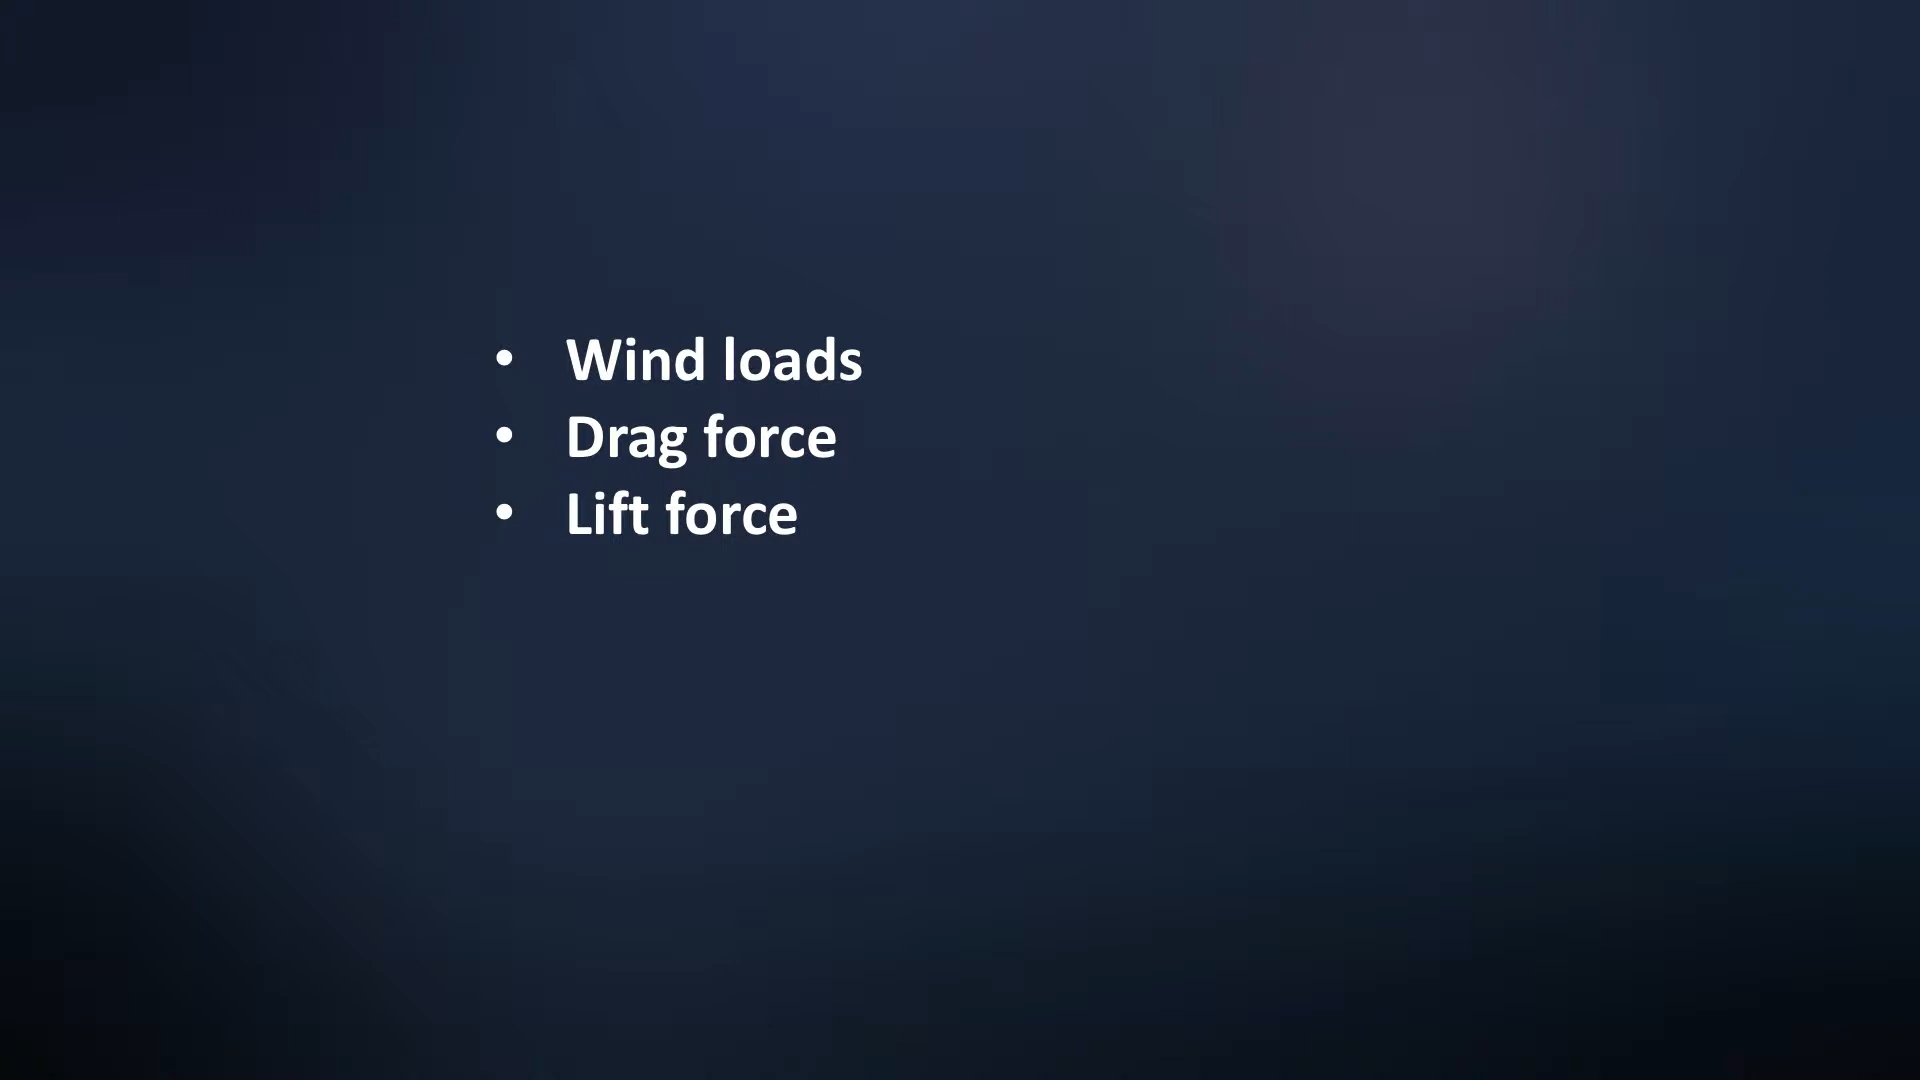 • Wind loads
• Drag force
• Lift force